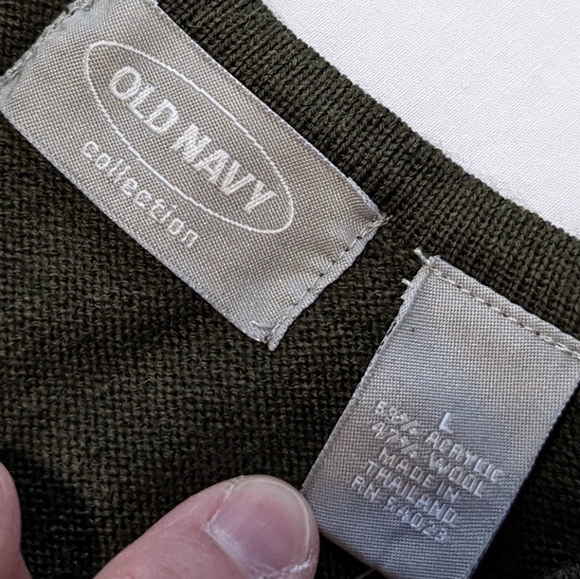 OLD NAVY
collection
L
53% ACRYLIC
47% WOOL
MADE IN
THAILAND
RN 54023